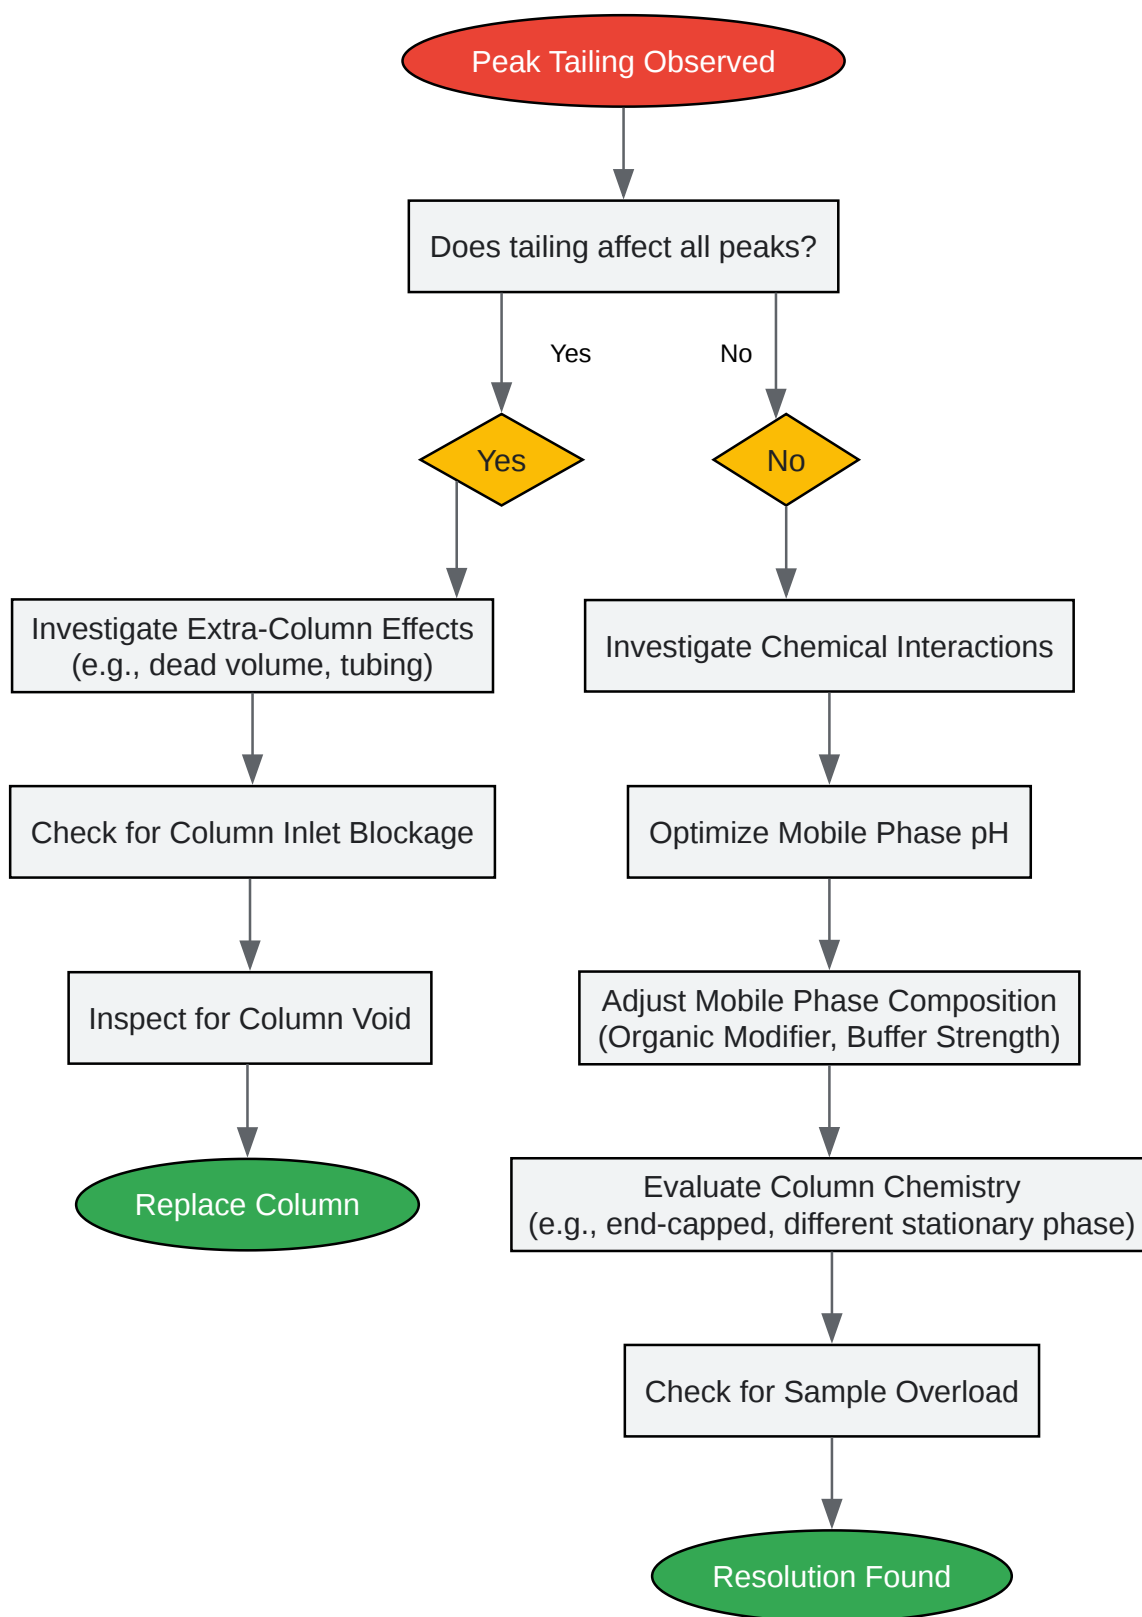 Peak Tailing Observed
Does tailing affect all peaks?
Yes
No
Yes
No
Investigate Extra-Column Effects
(e.g., dead volume, tubing)
Investigate Chemical Interactions
Check for Column Inlet Blockage
Optimize Mobile Phase pH
Inspect for Column Void
Adjust Mobile Phase Composition
(Organic Modifier, Buffer Strength)
Replace Column
Evaluate Column Chemistry
(e.g., end-capped, different stationary phase)
Check for Sample Overload
Resolution Found